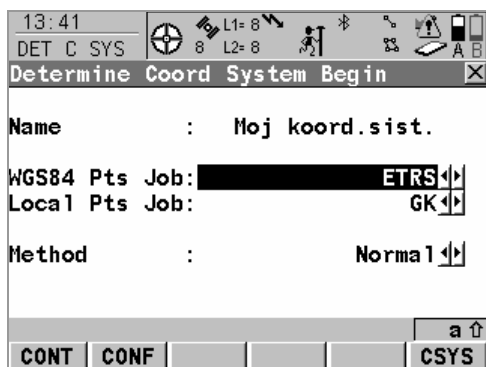 13:41 L1= 8
DET C SYS 8 L2= 8 A B
Determine Coord System Begin X
Name : Moj koord.sist.
WGS84 Pts Job: ETRS
Local Pts Job: GK
Method : Normal
a
CONT CONF CSYS